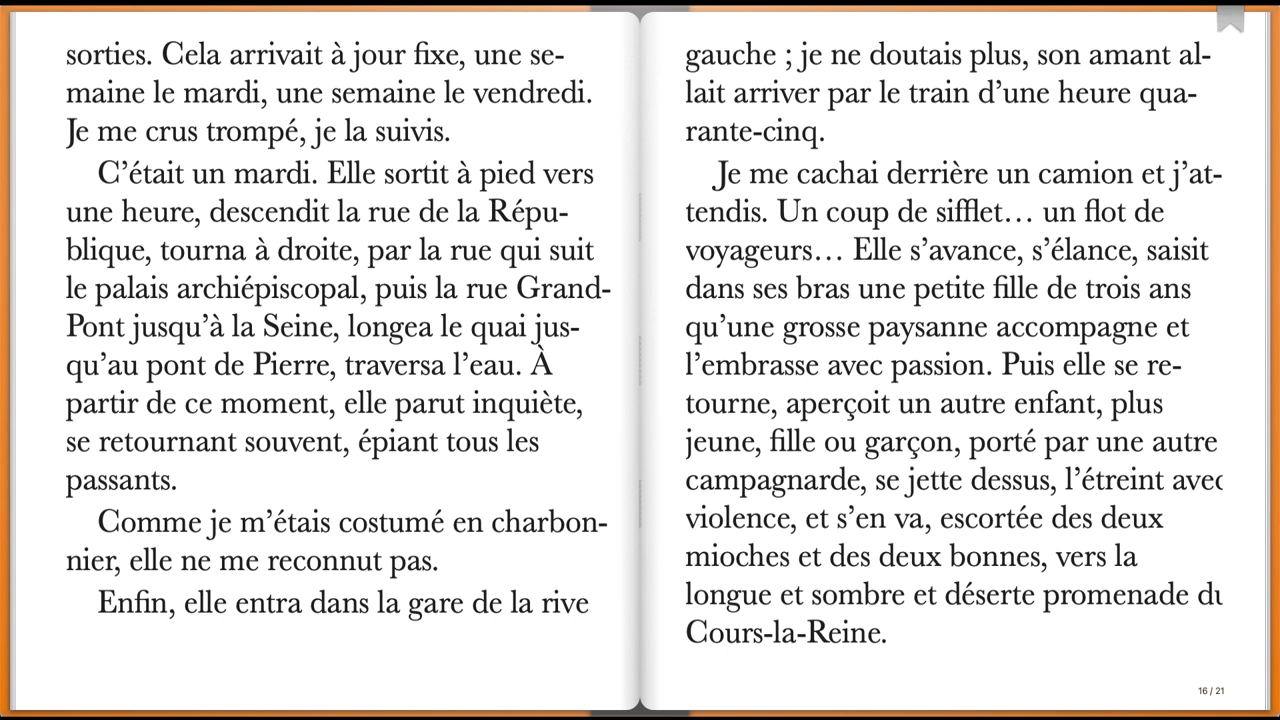 sorties. Cela arrivait à jour fixe, une se-
maine le mardi, une semaine le vendredi.
Je me crus trompé, je la suivis.
C’était un mardi. Elle sortit à pied vers
une heure, descendit la rue de la Répu-
blique, tourna à droite, par la rue qui suit
le palais archiépiscopal, puis la rue Grand-
Pont jusqu’à la Seine, longea le quai jus-
qu’au pont de Pierre, traversa l’eau. À
partir de ce moment, elle parut inquiète,
se retournant souvent, épiant tous les
passants.
Comme je m’étais costumé en charbon-
nier, elle ne me reconnut pas.
Enfin, elle entra dans la gare de la rive
gauche ; je ne doutais plus, son amant al-
lait arriver par le train d’une heure qua-
rante-cinq.
Je me cachai derrière un camion et j’at-
tendis. Un coup de sifflet… un flot de
voyageurs… Elle s’avance, s’élance, saisit
dans ses bras une petite fille de trois ans
qu’une grosse paysanne accompagne et
l’embrasse avec passion. Puis elle se re-
tourne, aperçoit un autre enfant, plus
jeune, fille ou garçon, porté par une autre
campagnarde, se jette dessus, l’étreint avec
violence, et s’en va, escortée des deux
mioches et des deux bonnes, vers la
longue et sombre et déserte promenade du
Cours-la-Reine.
16 / 21